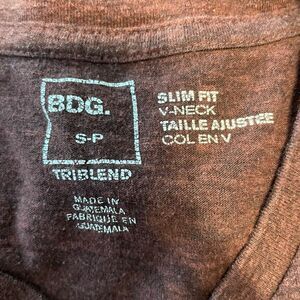 BDG.
S-P
TRIBLEND
MADE IN
GUATEMALA
FABRIQUE EN
GUATEMALA
SLIM FIT
V-NECK
TAILLE AJUSTEE
COL EN V